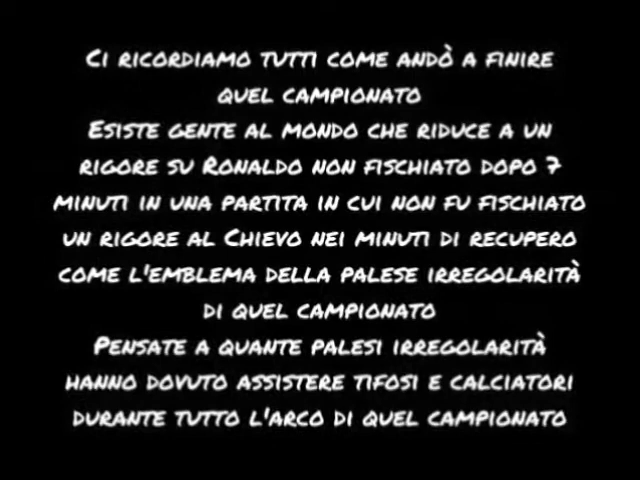 Ci ricordiamo tutti come andò a finire
quel campionato
Esiste gente al mondo che riduce a un
rigore su Ronaldo non fischiato dopo 7
minuti in una partita in cui non fu fischiato
un rigore al Chievo nei minuti di recupero
come l'emblema della palese irregolarità
di quel campionato
Pensate a quante palesi irregolarità
hanno dovuto assistere tifosi e calciatori
durante tutto l'arco di quel campionato